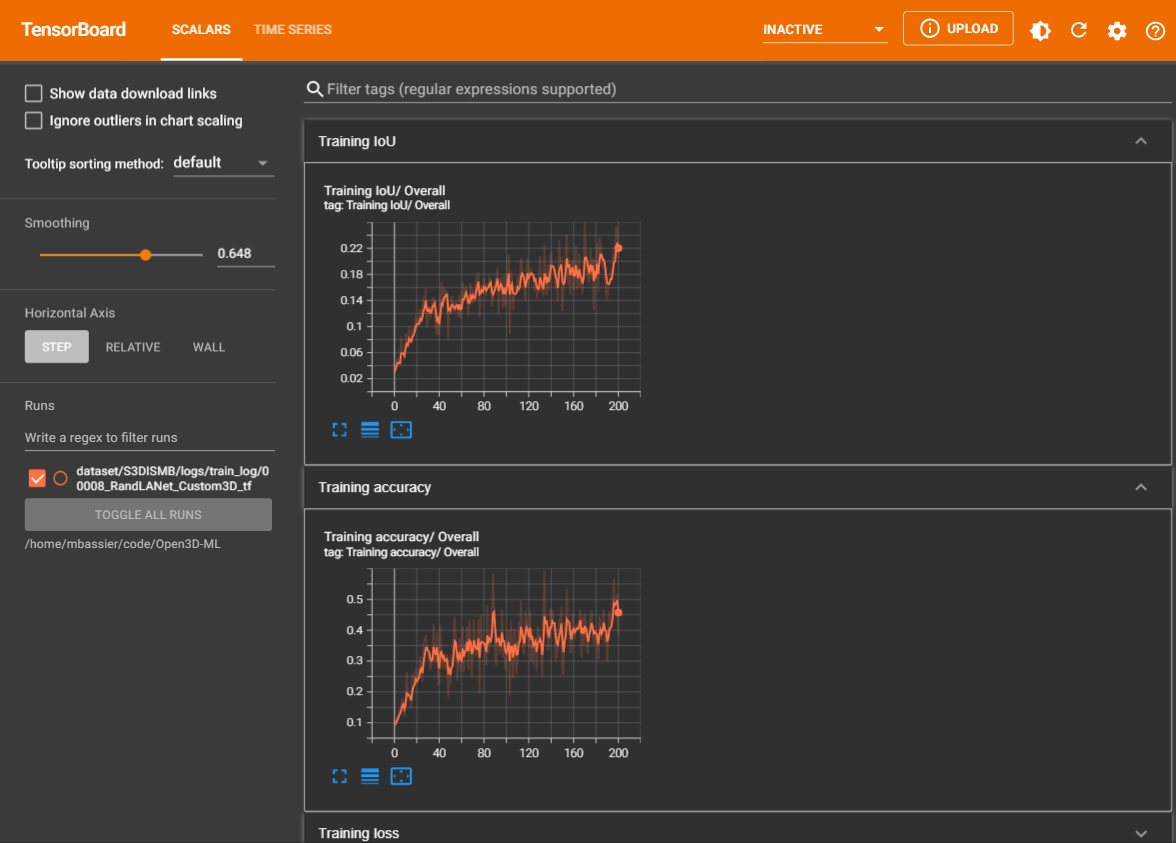 TensorBoard
SCALARS
TIME SERIES
INACTIVE
UPLOAD
Show data download links
Ignore outliers in chart scaling
Tooltip sorting method:
default
Smoothing
0.648
Horizontal Axis
STEP
RELATIVE
WALL
Runs
Write a regex to filter runs
dataset/S3DISMB/logs/train_log/0
0008_RandLANet_Custom3D_tf
TOGGLE ALL RUNS
/home/mbassier/code/Open3D-ML
Filter tags (regular expressions supported)
Training IoU
Training IoU/ Overall
tag: Training IoU/ Overall
0.22
0.18
0.14
0.1
0.06
0.02
0 40 80 120 160 200
Training accuracy
Training accuracy/ Overall
tag: Training accuracy/ Overall
0.5
0.4
0.3
0.2
0.1
0 40 80 120 160 200
Training loss